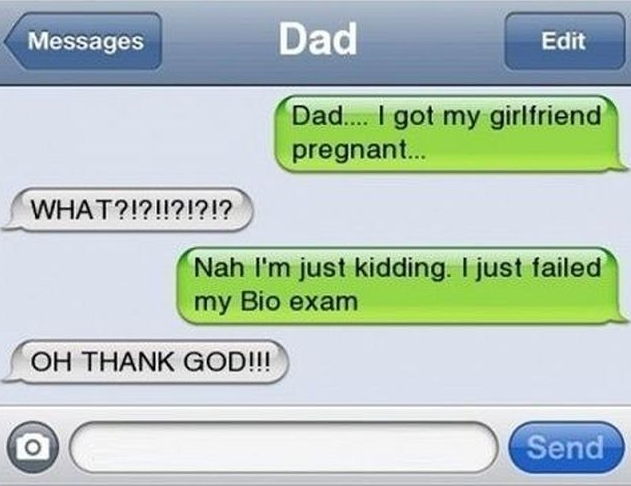 Messages
Dad
Edit
Dad.... I got my girlfriend
pregnant...
WHAT?!?!!?!?!?
Nah I'm just kidding. I just failed
my Bio exam
OH THANK GOD!!!
Send